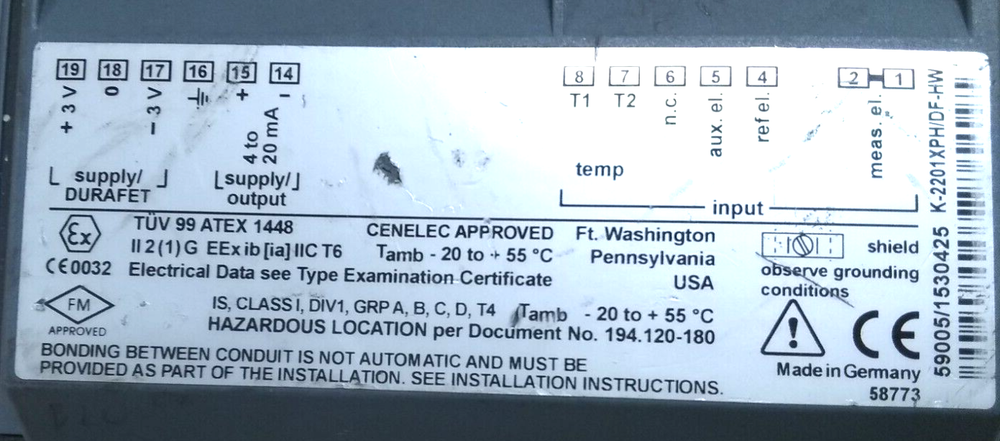 19 18 17 16 15 14
+ 3 V
0
– 3 V
+
–
4 to
20 mA
supply/
DURAFET
supply/
output
8 7 6 5 4 2 1
T1
T2
n.c.
aux. el.
ref el.
meas. el.
temp
input
Ex
TÜV 99 ATEX 1448
II 2 (1) G EEx ib [ia] IIC T6
CE 0032 Electrical Data see Type Examination Certificate
CENELEC APPROVED
Tamb - 20 to + 55 °C
Ft. Washington
Pennsylvania
USA
shield
observe grounding
conditions
FM
APPROVED
IS, CLASS I, DIV1, GRP A, B, C, D, T4 Tamb - 20 to + 55 °C
HAZARDOUS LOCATION per Document No. 194.120-180
BONDING BETWEEN CONDUIT IS NOT AUTOMATIC AND MUST BE
PROVIDED AS PART OF THE INSTALLATION. SEE INSTALLATION INSTRUCTIONS.
!
CE
Made in Germany
58773
59005/1530425 K-2201XPH/DF-HW